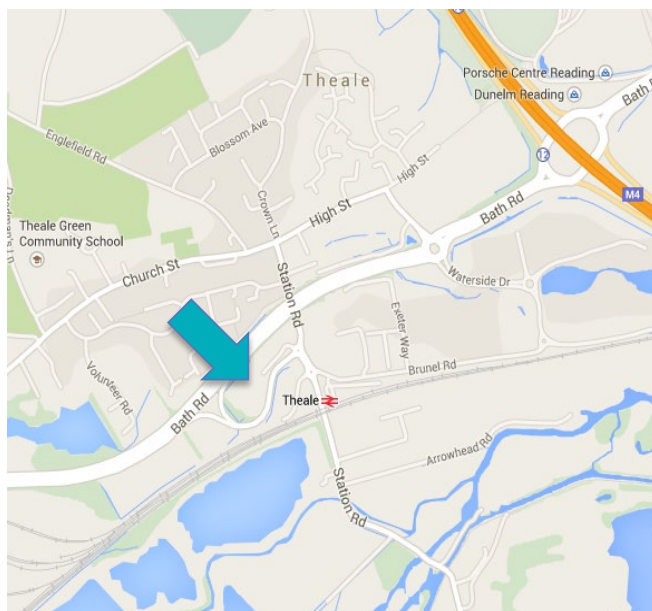 Theale
Porsche Centre Reading
Dunelm Reading
Bath Rd
Englefield Rd
Blossom Ave
12
M4
High St
Crown Ln
High St
Bath Rd
Theale Green
Community School
Church St
Station Rd
Waterside Dr
Exeter Way
Volunteer Rd
Brunel Rd
Bath Rd
Theale
Arrowhead Rd
Station Rd